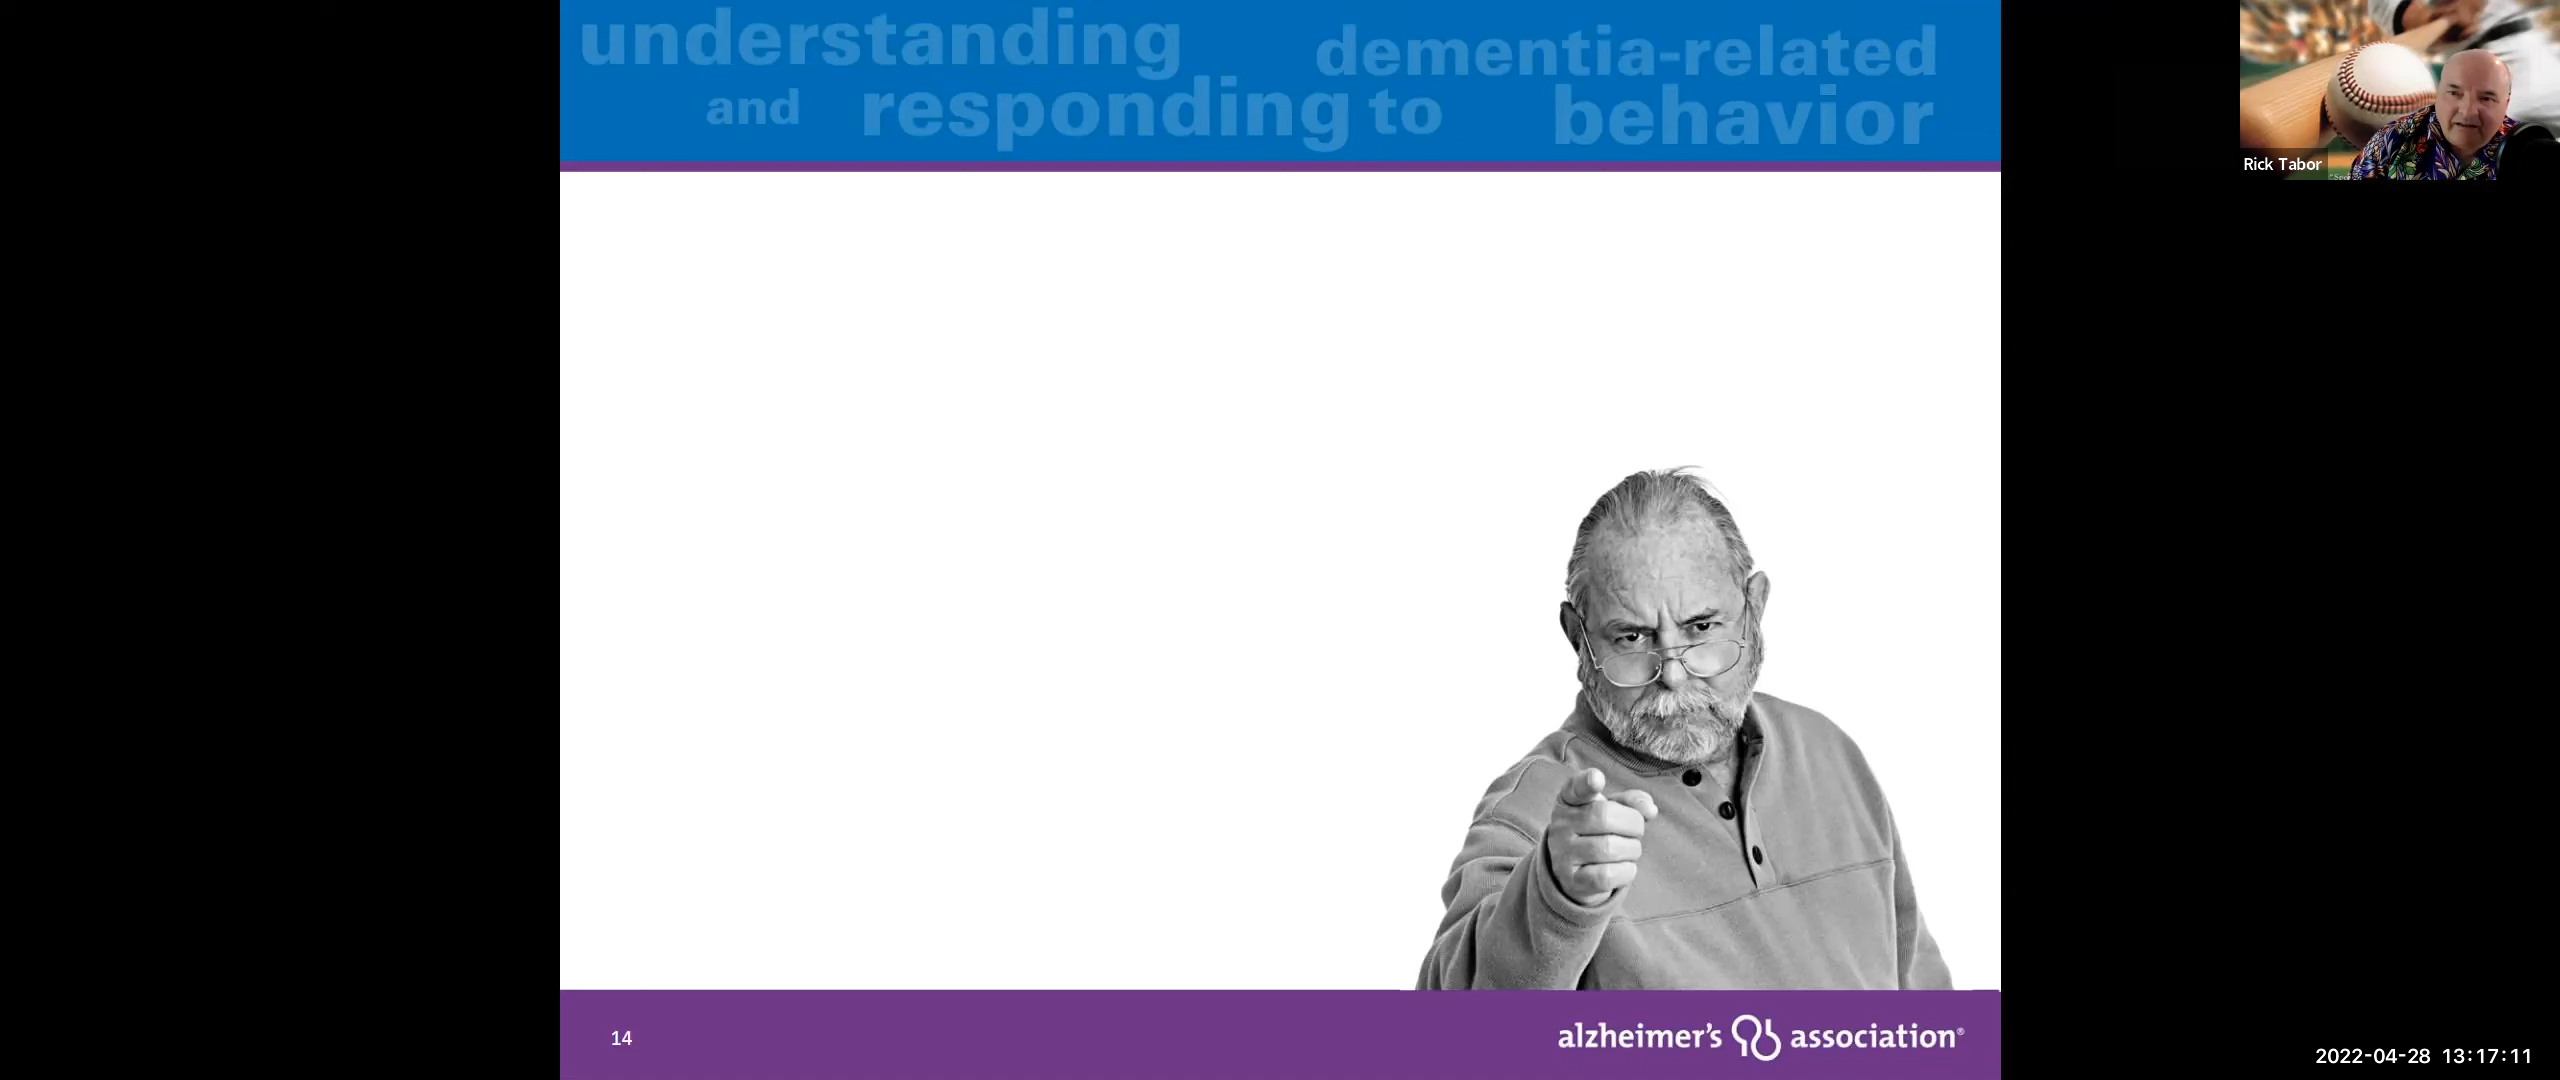 understanding dementia-related
and responding to behavior
Rick Tabor
14
alzheimer's association®
2022-04-28 13:17:11